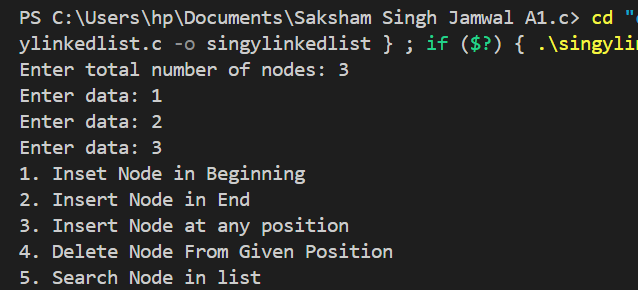 PS C:\Users\hp\Documents\Saksham Singh Jamwal A1.c> cd "
ylinkedlist.c -o singylinkedlist } ; if ($?) { .\singyli
Enter total number of nodes: 3
Enter data: 1
Enter data: 2
Enter data: 3
1. Inset Node in Beginning
2. Insert Node in End
3. Insert Node at any position
4. Delete Node From Given Position
5. Search Node in list